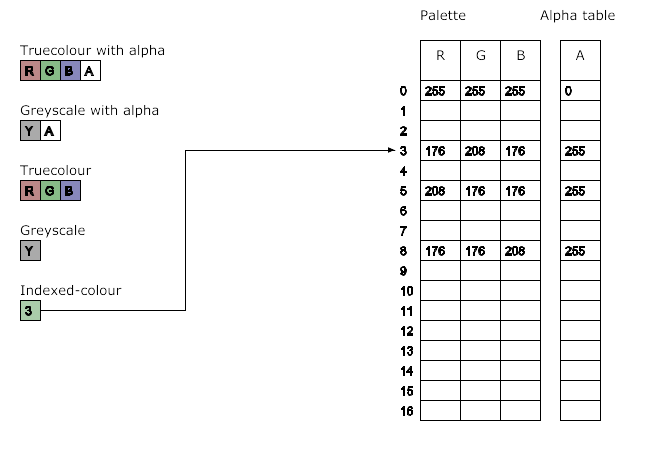 Palette Alpha table
Truecolour with alpha
R G B A
Greyscale with alpha
Y A
Truecolour
R G B
Greyscale
Y
Indexed-colour
3
R G B A
0 255 255 255 0
1
2
3 176 208 176 255
4
5 208 176 176 255
6
7
8 176 176 208 255
9
10
11
12
13
14
15
16